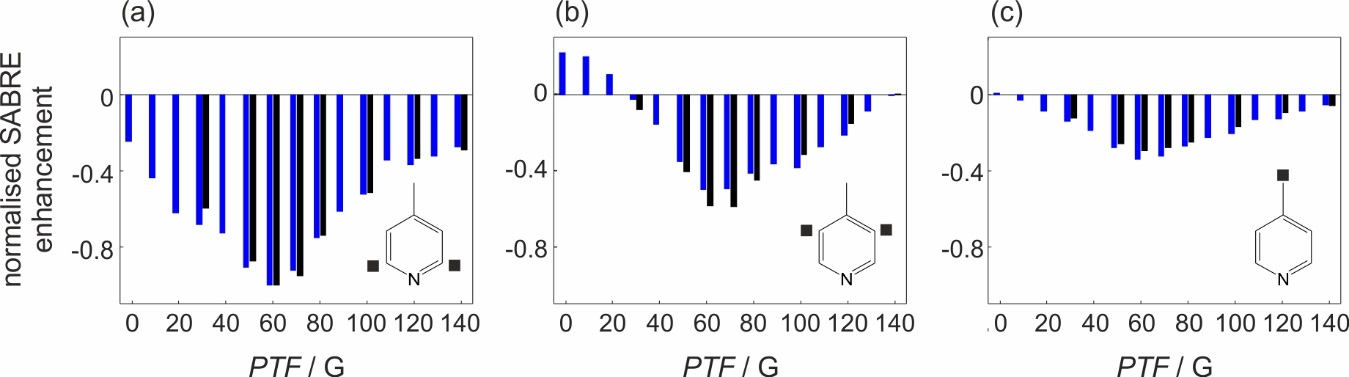 (a) (b) (c)
normalised SABRE
enhancement
0 0 0
-0.4 -0.4 -0.4
-0.8 -0.8 -0.8
N N N
0 20 40 60 80 100 120 140 0 20 40 60 80 100 120 140 . 0 20 40 60 80 100 120 140
PTF / G PTF / G PTF / G